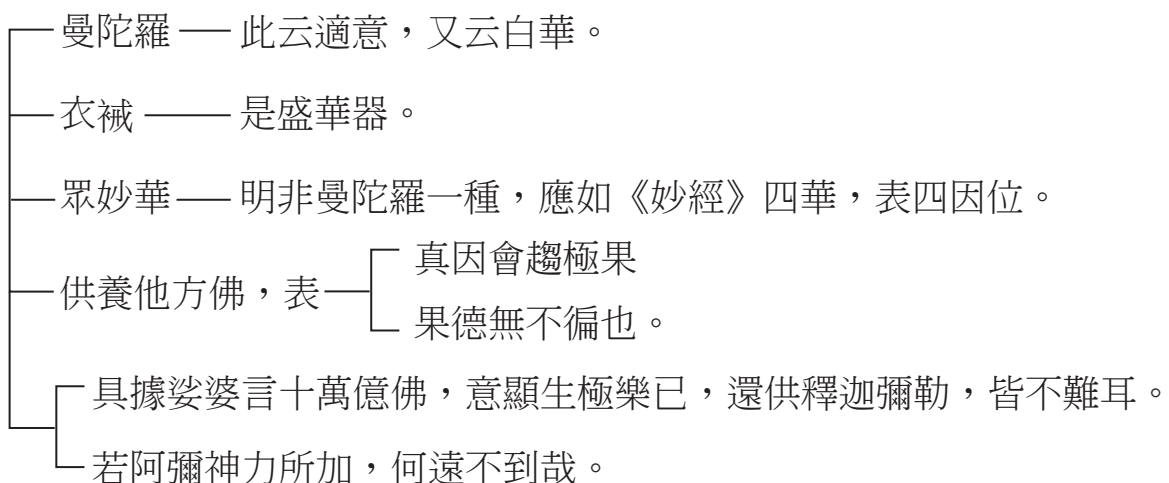 曼陀羅 — 此云適意，又云白華。
衣裓 — 是盛華器。
眾妙華 — 明非曼陀羅一種，應如《妙經》四華，表四因位。
供養他方佛，表
真因會趨極果
果德無不徧也。
具據娑婆言十萬億佛，意顯生極樂已，還供釋迦彌勒，皆不難耳。
若阿彌神力所加，何遠不到哉。